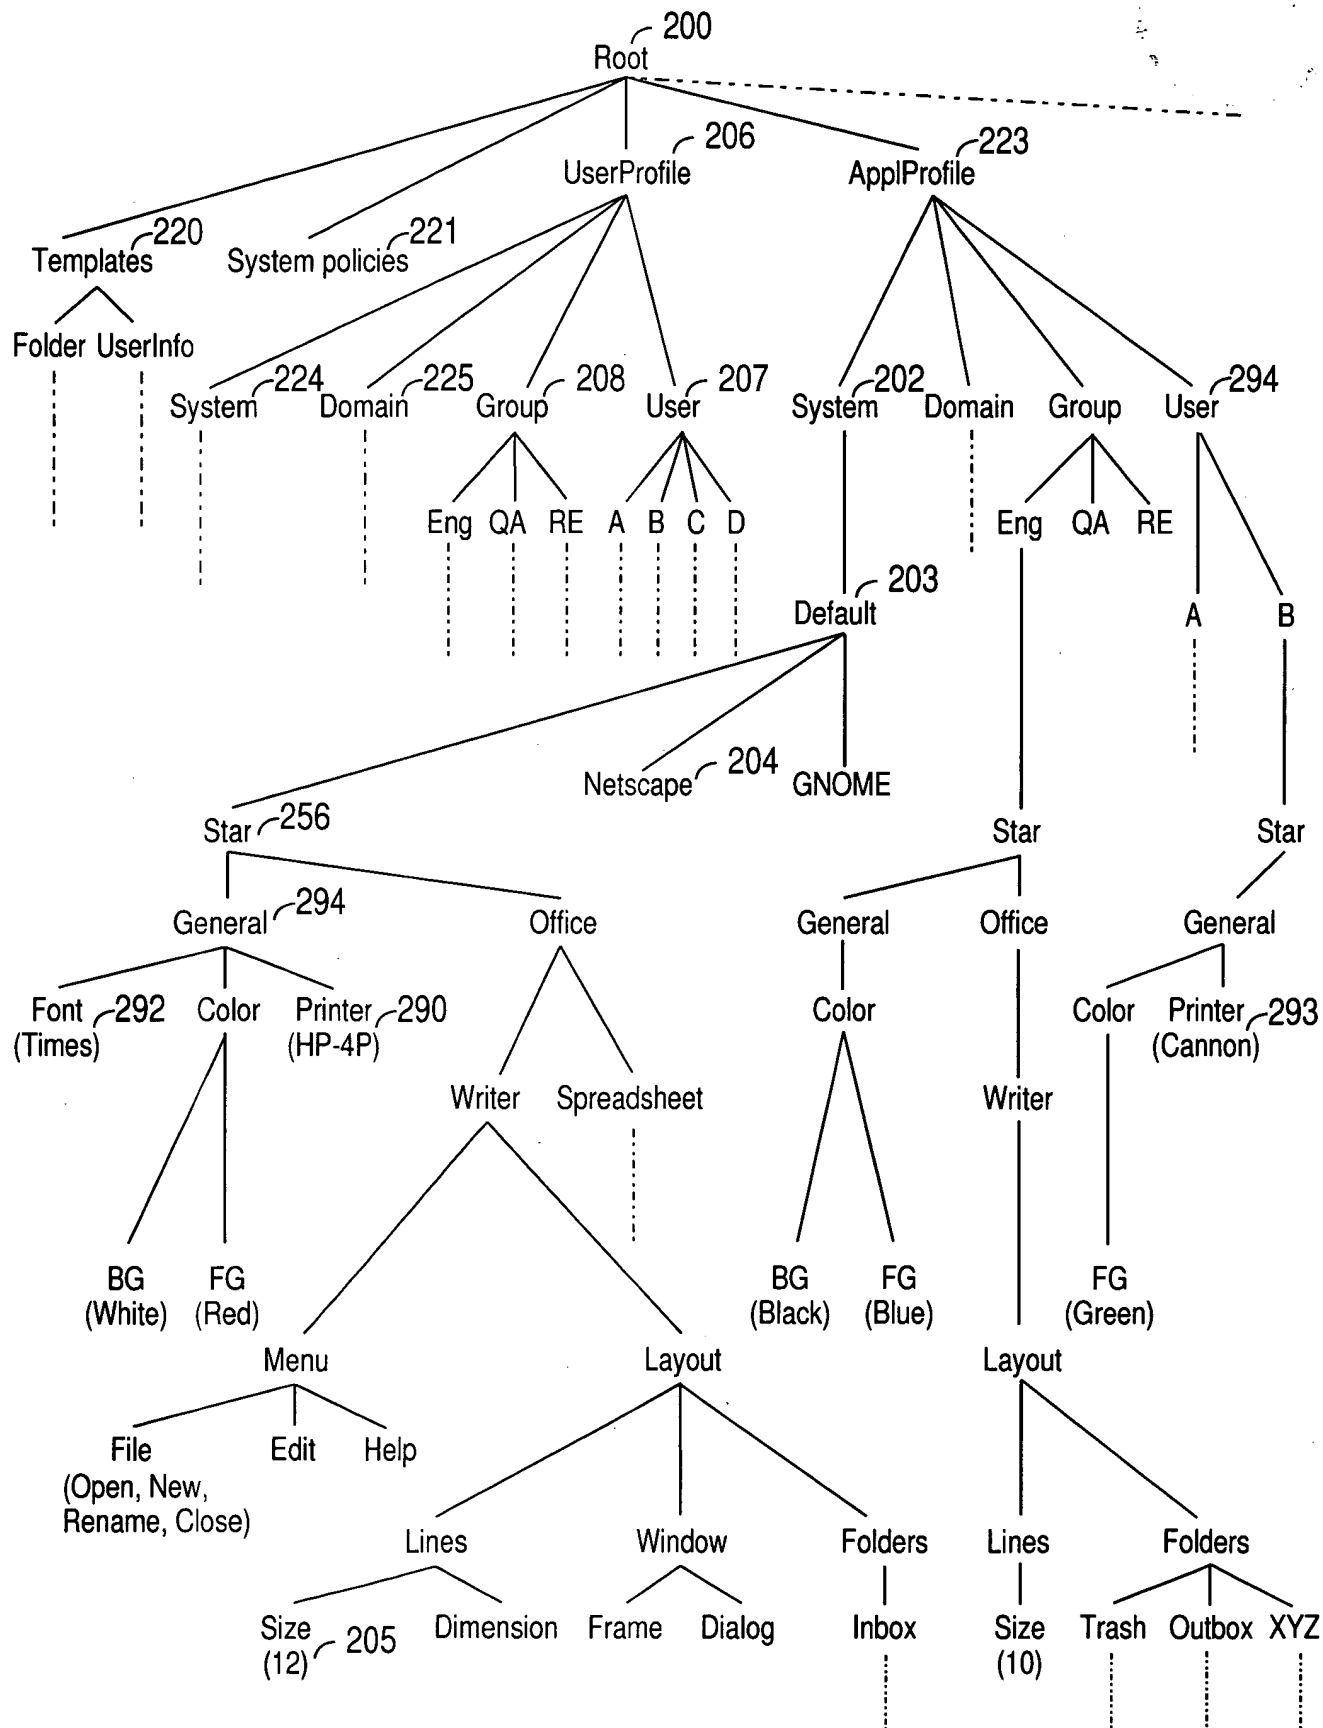 200
Root
206
UserProfile
223
ApplProfile
220
Templates
221
System policies
Folder UserInfo
224
System
225
Domain
208
Group
207
User
202
System
Domain
Group
294
User
Eng QA RE A B C D
Eng QA RE
203
Default
A B
Netscape 204
GNOME
Star 256
Star
Star
General 294
Office
General
Office
General
Font 292
(Times)
Color
Printer 290
(HP-4P)
Color
Color
Printer 293
(Cannon)
Writer
Spreadsheet
Writer
BG
(White)
FG
(Red)
BG
(Black)
FG
(Blue)
FG
(Green)
Menu
Layout
Layout
File
(Open, New,
Rename, Close)
Edit
Help
Lines
Window
Folders
Lines
Folders
Size
(12)
205
Dimension
Frame
Dialog
Inbox
Size
(10)
Trash
Outbox
XYZ